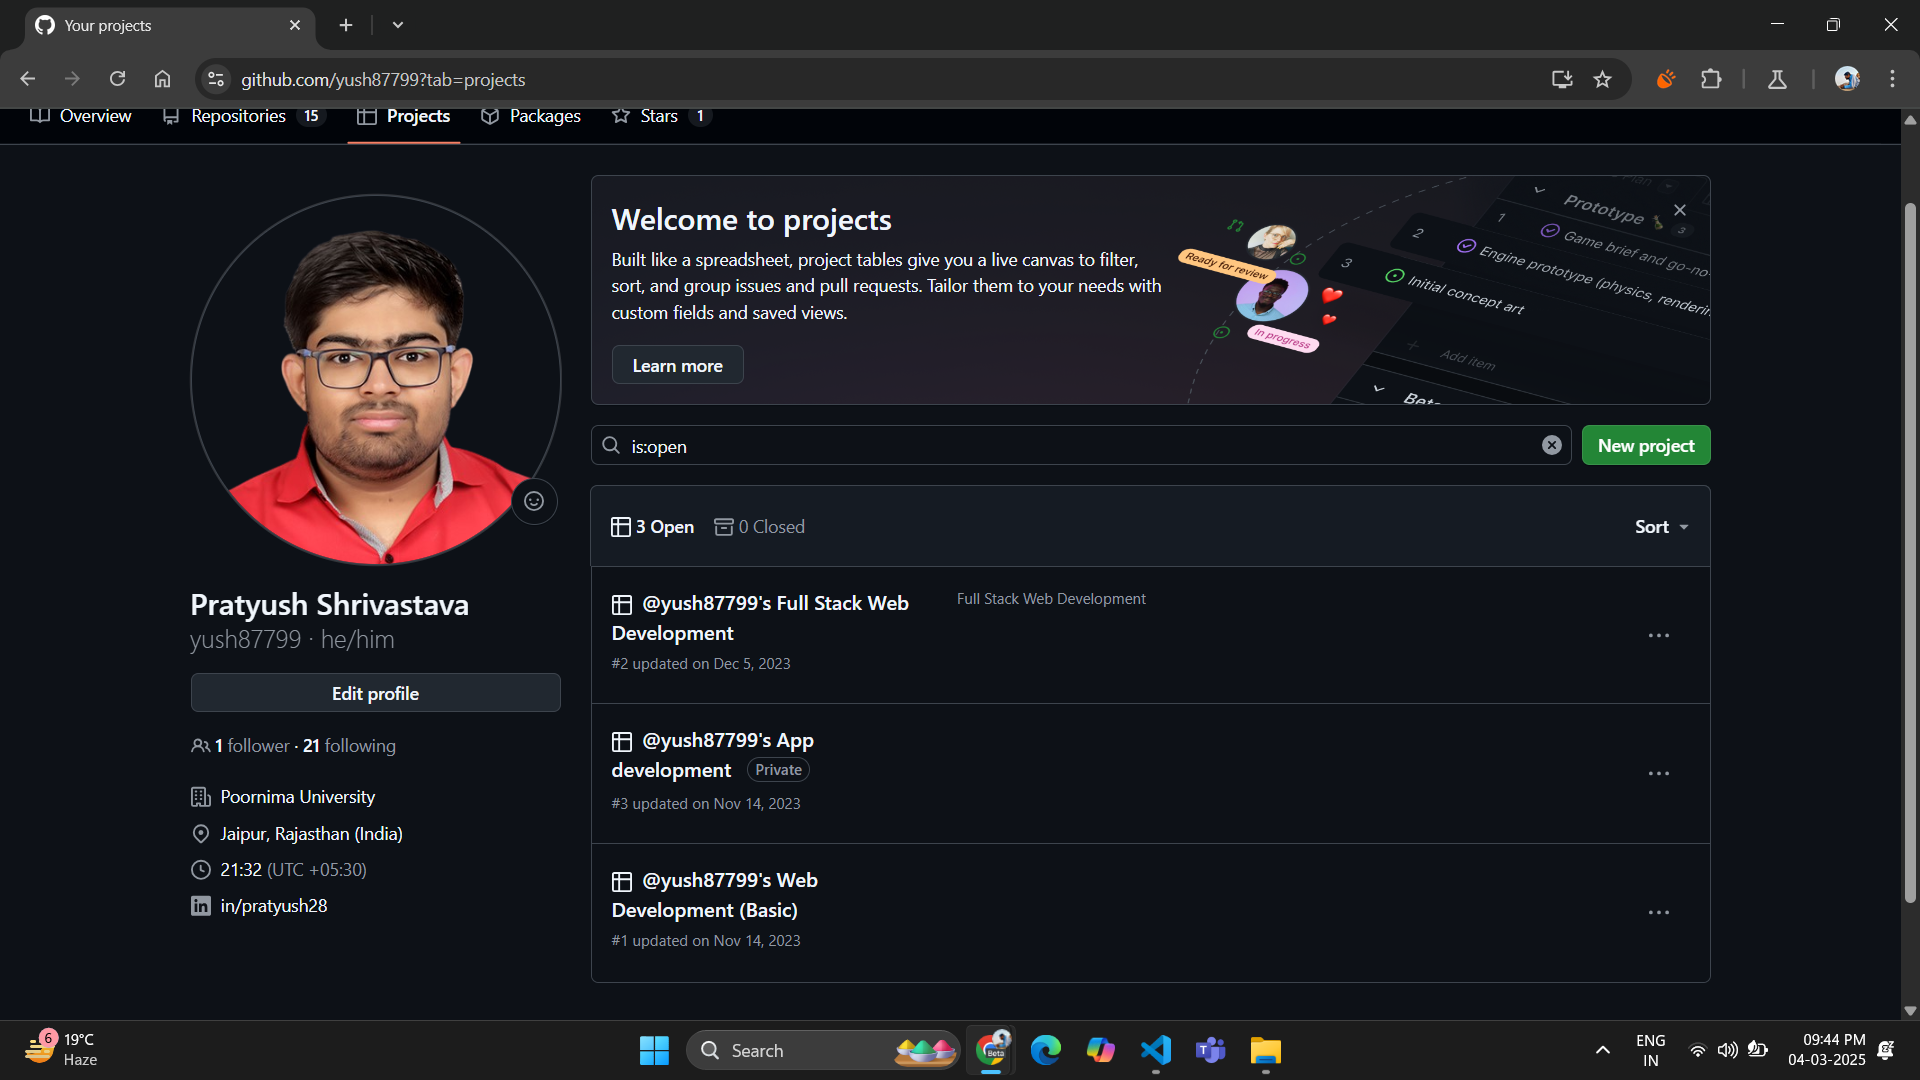 Your projects
github.com/yush87799?tab=projects
Overview
Repositories 15
Projects
Packages
Stars 1
Welcome to projects
Built like a spreadsheet, project tables give you a live canvas to filter,
sort, and group issues and pull requests. Tailor them to your needs with
custom fields and saved views.
Learn more
Ready for review
In progress
Prototype 3
1 Game brief and go-no-
2 Engine prototype (physics, renderin
3 Initial concept art
+ Add item
Beta
is:open
New project
3 Open
0 Closed
Sort
@yush87799's Full Stack Web
Development
Full Stack Web Development
#2 updated on Dec 5, 2023
@yush87799's App
development Private
#3 updated on Nov 14, 2023
@yush87799's Web
Development (Basic)
#1 updated on Nov 14, 2023
Pratyush Shrivastava
yush87799 · he/him
Edit profile
1 follower · 21 following
Poornima University
Jaipur, Rajasthan (India)
21:32 (UTC +05:30)
in/pratyush28
6
19°C
Haze
Search
Beta
ENG
IN
09:44 PM
04-03-2025